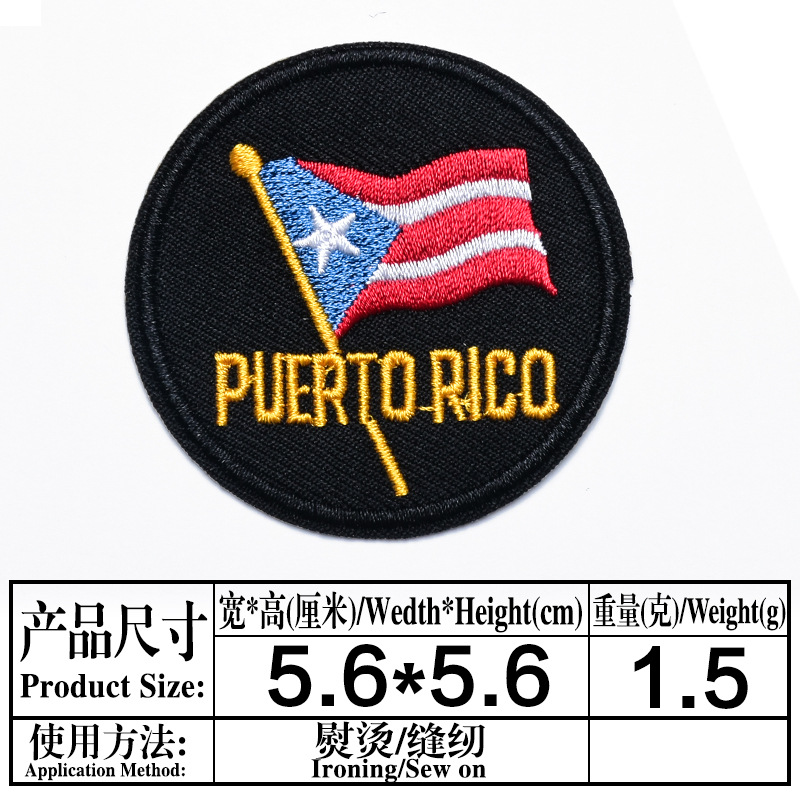 PUERTO RICO
产品尺寸
Product Size:
宽*高(厘米)/Wedth*Height(cm)
重量(克)/Weight(g)
5.6*5.6
1.5
使用方法:
Application Method:
熨烫/缝纫
Ironing/Sew on